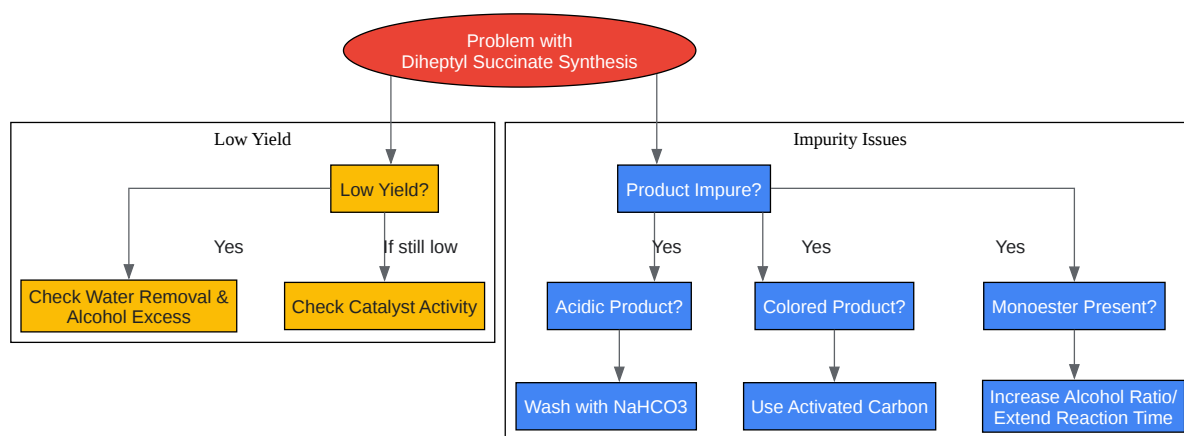 Problem with
Diheptyl Succinate Synthesis
Low Yield
Impurity Issues
Low Yield?
Product Impure?
Yes
If still low
Yes
Yes
Yes
Check Water Removal &
Alcohol Excess
Check Catalyst Activity
Acidic Product?
Colored Product?
Monoester Present?
Wash with NaHCO3
Use Activated Carbon
Increase Alcohol Ratio/
Extend Reaction Time